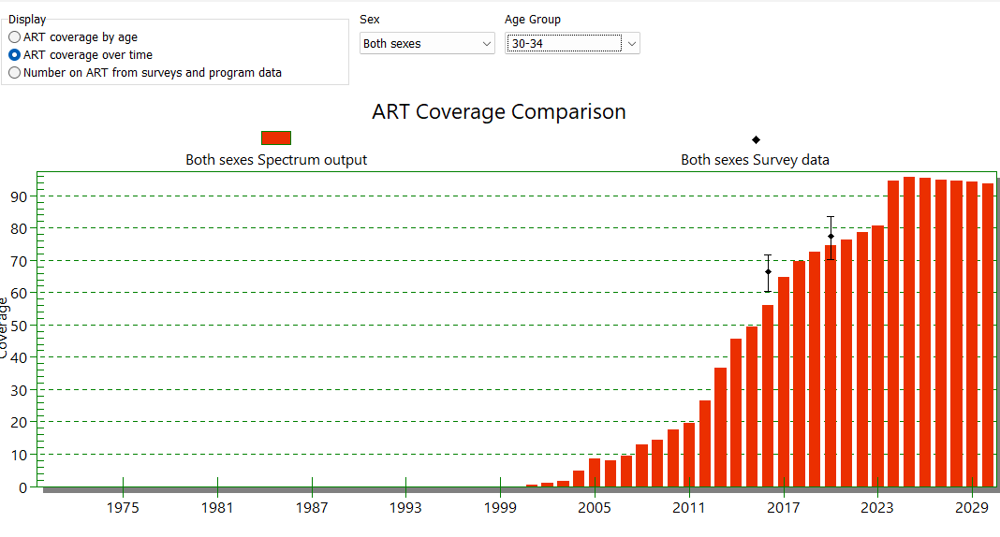 Display
ART coverage by age
ART coverage over time
Number on ART from surveys and program data
Sex
Both sexes
Age Group
30-34
ART Coverage Comparison
Both sexes Spectrum output
Both sexes Survey data
Coverage
90
80
70
60
50
40
30
20
10
0
1975 1981 1987 1993 1999 2005 2011 2017 2023 2029